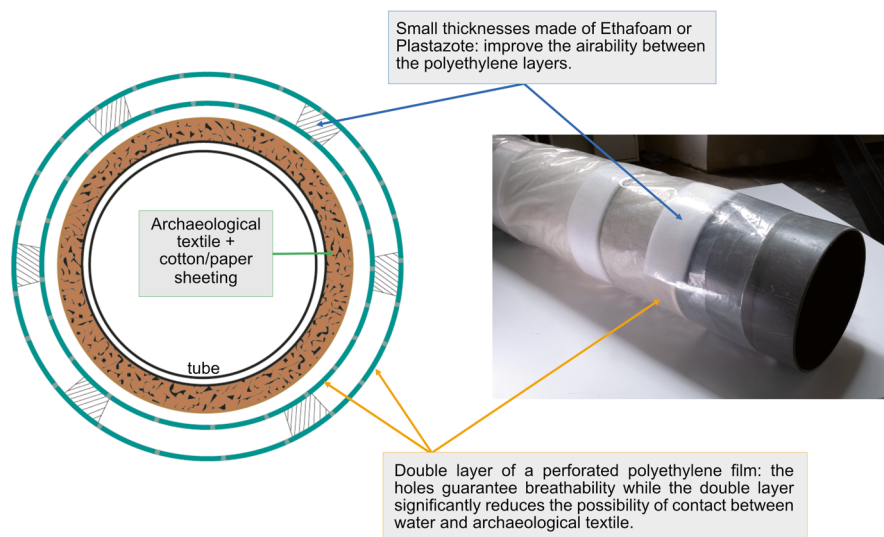 Small thicknesses made of Ethafoam or
Plastazote: improve the airability between
the polyethylene layers.
Archaeological
textile +
cotton/paper
sheeting
tube
Double layer of a perforated polyethylene film: the
holes guarantee breathability while the double layer
significantly reduces the possibility of contact between
water and archaeological textile.